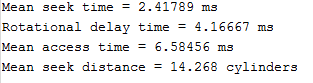 Mean seek time = 2.41789 ms
Rotational delay time = 4.16667 ms
Mean access time = 6.58456 ms
Mean seek distance = 14.268 cylinders